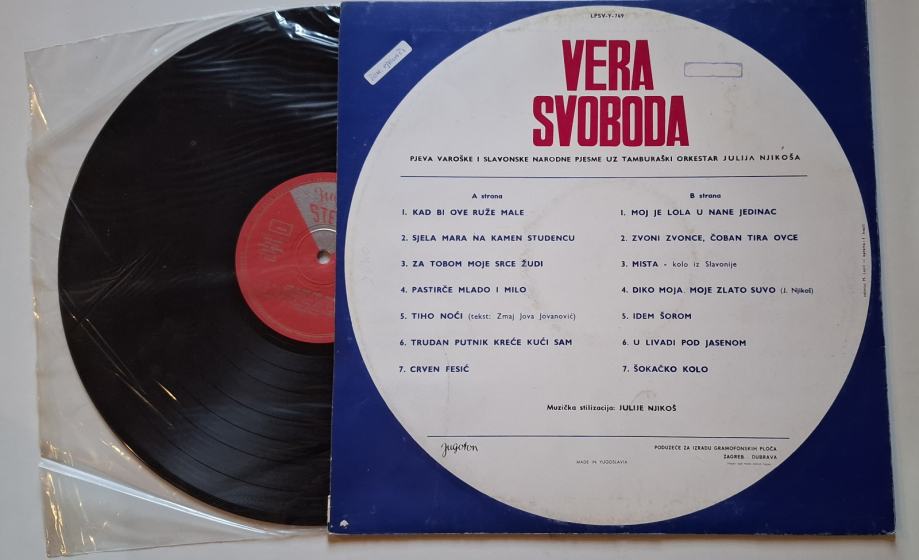 LPSV-Y-769
VERA
SVOBODA
PJEVA VAROŠKE I SLAVONSKE NARODNE PJESME UZ TAMBURAŠKI ORKESTAR JULIJA NJIKOŠA
A strana
1. KAD BI OVE RUŽE MALE
2. SJELA MARA NA KAMEN STUDENCU
3. ZA TOBOM MOJE SRCE ŽUDI
4. PASTIRČE MLADO I MILO
5. TIHO NOĆI (tekst: Zmaj Jova Jovanović)
6. TRUDAN PUTNIK KREĆE KUĆI SAM
7. CRVEN FESIĆ
B strana
1. MOJ JE LOLA U NANE JEDINAC
2. ZVONI ZVONCE, ČOBAN TIRA OVCE
3. MISTA - kolo iz Slavonije
4. DIKO MOJA, MOJE ZLATO SUVO (J. Njikoš)
5. IDEM ŠOROM
6. U LIVADI POD JASENOM
7. ŠOKAČKO KOLO
Muzička stilizacija: JULIJE NJIKOŠ
Jugoton
MADE IN YUGOSLAVIA
PODUZEĆE ZA IZRADU GRAMOFONSKIH PLOČA
ZAGREB DUBRAVA